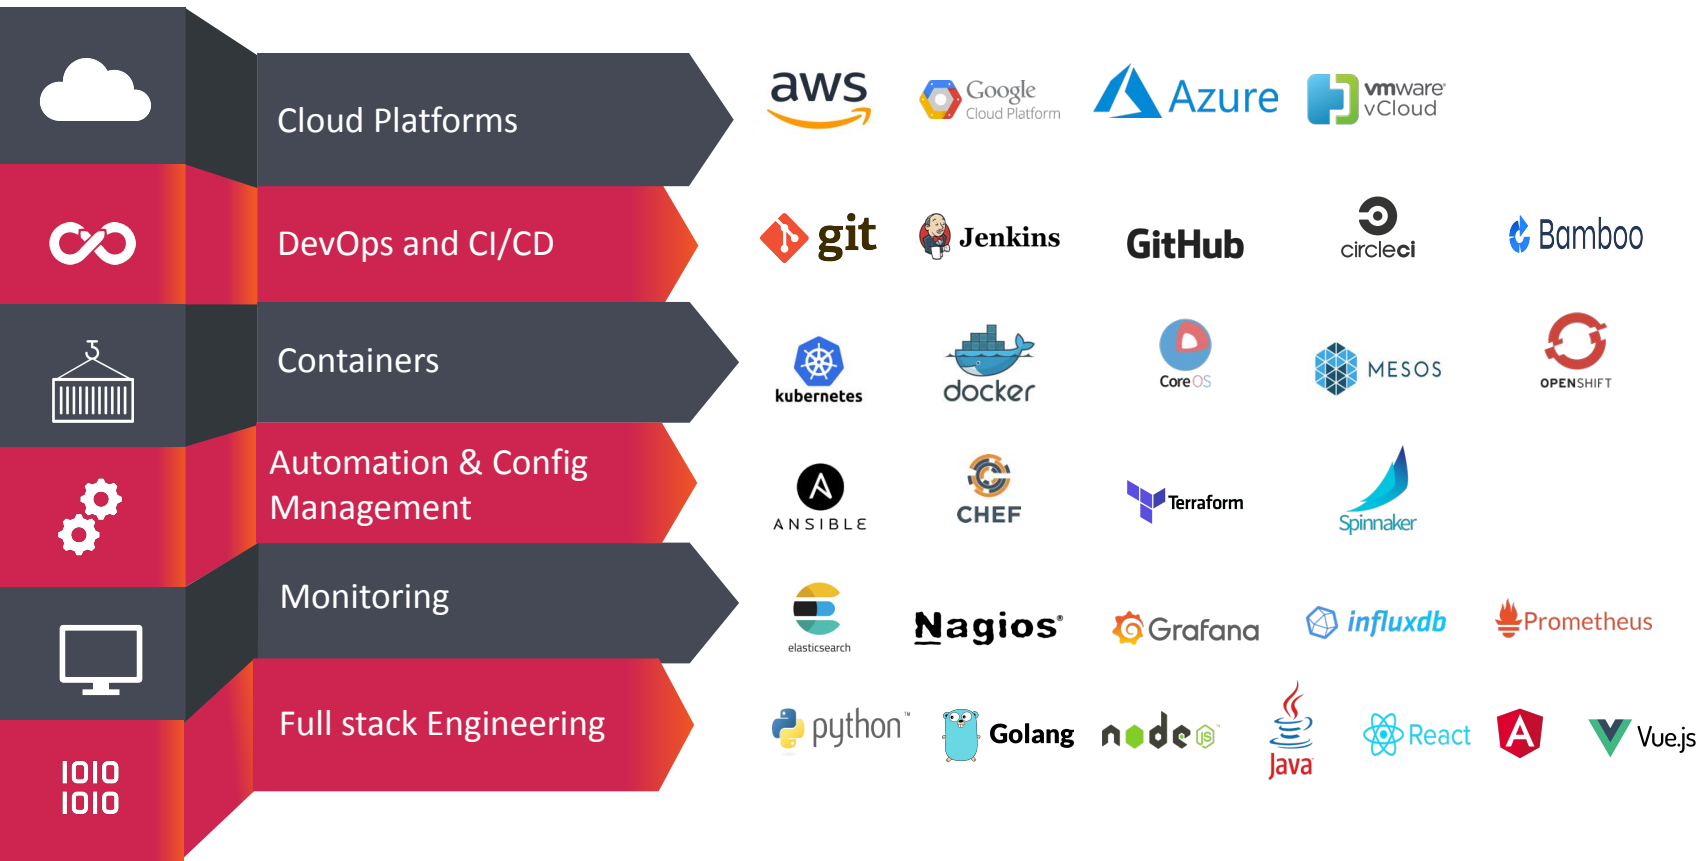 Cloud Platforms
aws
Google
Cloud Platform
Azure
vmware®
vCloud
DevOps and CI/CD
git
Jenkins
GitHub
circleci
Bamboo
Containers
kubernetes
docker
CoreOS
MESOS
OPENSHIFT
Automation & Config
Management
ANSIBLE
CHEF
Terraform
Spinnaker
Monitoring
elasticsearch
Nagios®
Grafana
influxdb
Prometheus
Full stack Engineering
python™
Golang
node
JS
Java
React
A
Vue.js
1010
1010